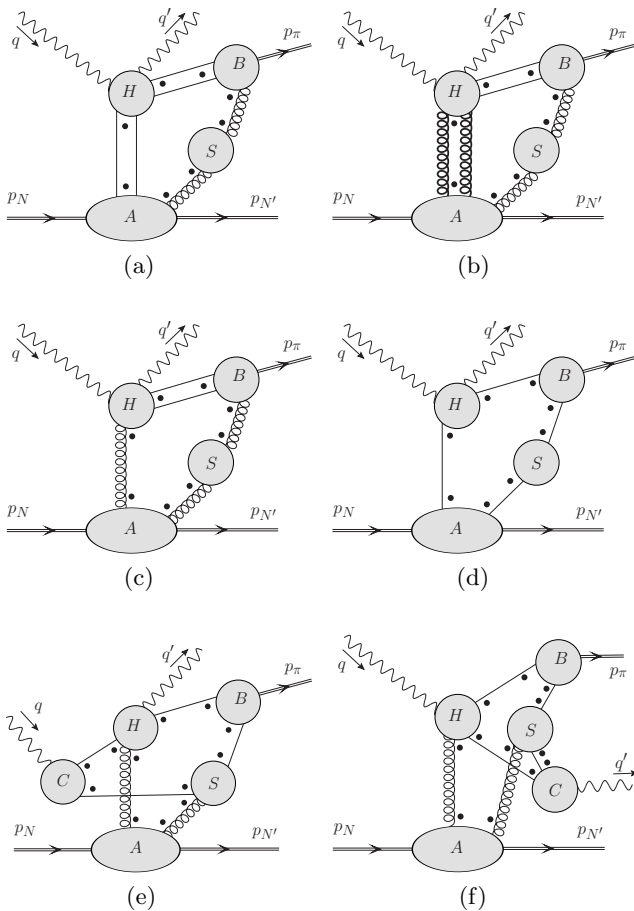 q
q′
H
B
p_π
S
p_N
A
p_N′
(a)
q
q′
H
B
p_π
S
p_N
A
p_N′
(b)
q
q′
H
B
p_π
S
p_N
A
p_N′
(c)
q
q′
H
B
p_π
S
p_N
A
p_N′
(d)
q
q′
H
B
p_π
C
S
p_N
A
p_N′
(e)
q
H
B
p_π
S
C
q′
p_N
A
p_N′
(f)